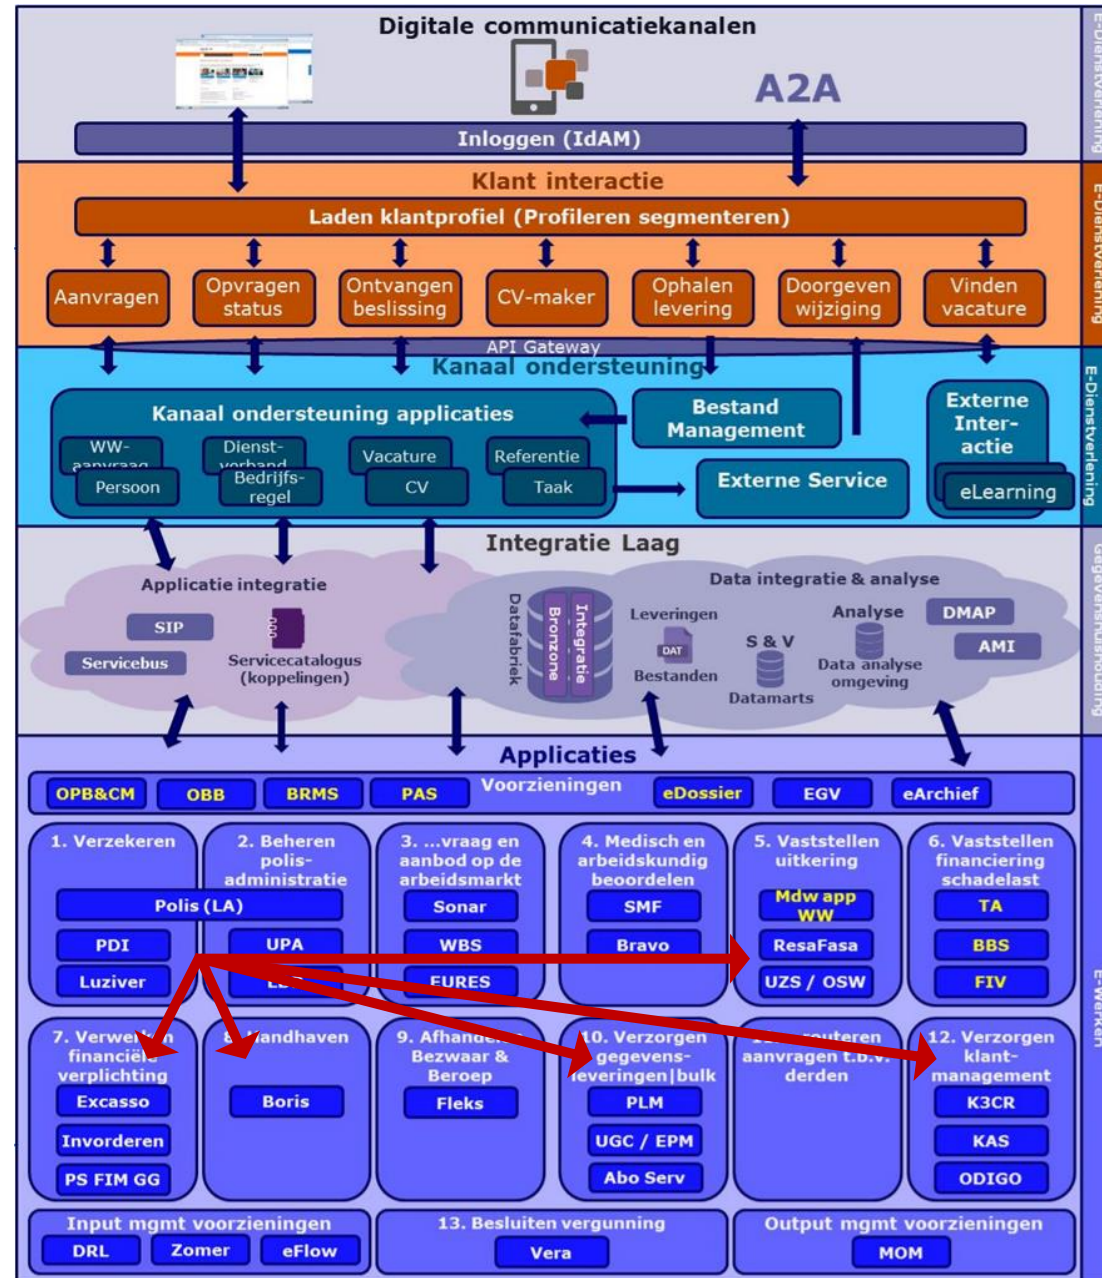 Digitale communicatiekanalen
A2A
Inloggen (IdAM)
E-Dienstverlening
Klant interactie
Laden klantprofiel (Profileren segmenteren)
Aanvragen
Opvragen
status
Ontvangen
beslissing
CV-maker
Ophalen
levering
Doorgeven
wijziging
Vinden
vacature
E-Dienstverlening
API Gateway
Kanaal ondersteuning
Kanaal ondersteuning applicaties
WW-
aanvraag
Persoon
Dienst-
verband
Bedrijfs-
regel
Vacature
CV
Referentie
Taak
Bestand
Management
Externe Service
Externe
Inter-
actie
eLearning
E-Dienstverlening
Integratie Laag
Applicatie integratie
SIP
Servicebus
Servicecatalogus
(koppelingen)
Data integratie & analyse
Datafabriek
Bronzone
Integratie
Leveringen
DAT
Bestanden
S & V
Datamarts
Analyse
Data analyse
omgeving
DMAP
AMI
Gegevenshuishouding
Applicaties
Voorzieningen
OPB&CM
OBB
BRMS
PAS
eDossier
EGV
eArchief
1. Verzekeren
2. Beheren
polis-
administratie
Polis (LA)
PDI
Luziver
UPA
3. ...vraag en
aanbod op de
arbeidsmarkt
Sonar
WBS
EURES
4. Medisch en
arbeidskundig
beoordelen
SMF
Bravo
5. Vaststellen
uitkering
Mdw app
WW
ResaFasa
UZS / OSW
6. Vaststellen
financiering
schadelast
TA
BBS
FIV
7. Verwerken
financiële
verplichting
Excasso
Invorderen
PS FIM GG
8. Handhaven
Boris
9. Afhandelen
Bezwaar &
Beroep
Fleks
10. Verzorgen
gegevens-
leveringen|bulk
PLM
UGC / EPM
Abo Serv
routeren
aanvragen t.b.v.
derden
12. Verzorgen
klant-
management
K3CR
KAS
ODIGO
E-Werken
Input mgmt voorzieningen
DRL
Zomer
eFlow
13. Besluiten vergunning
Vera
Output mgmt voorzieningen
MOM